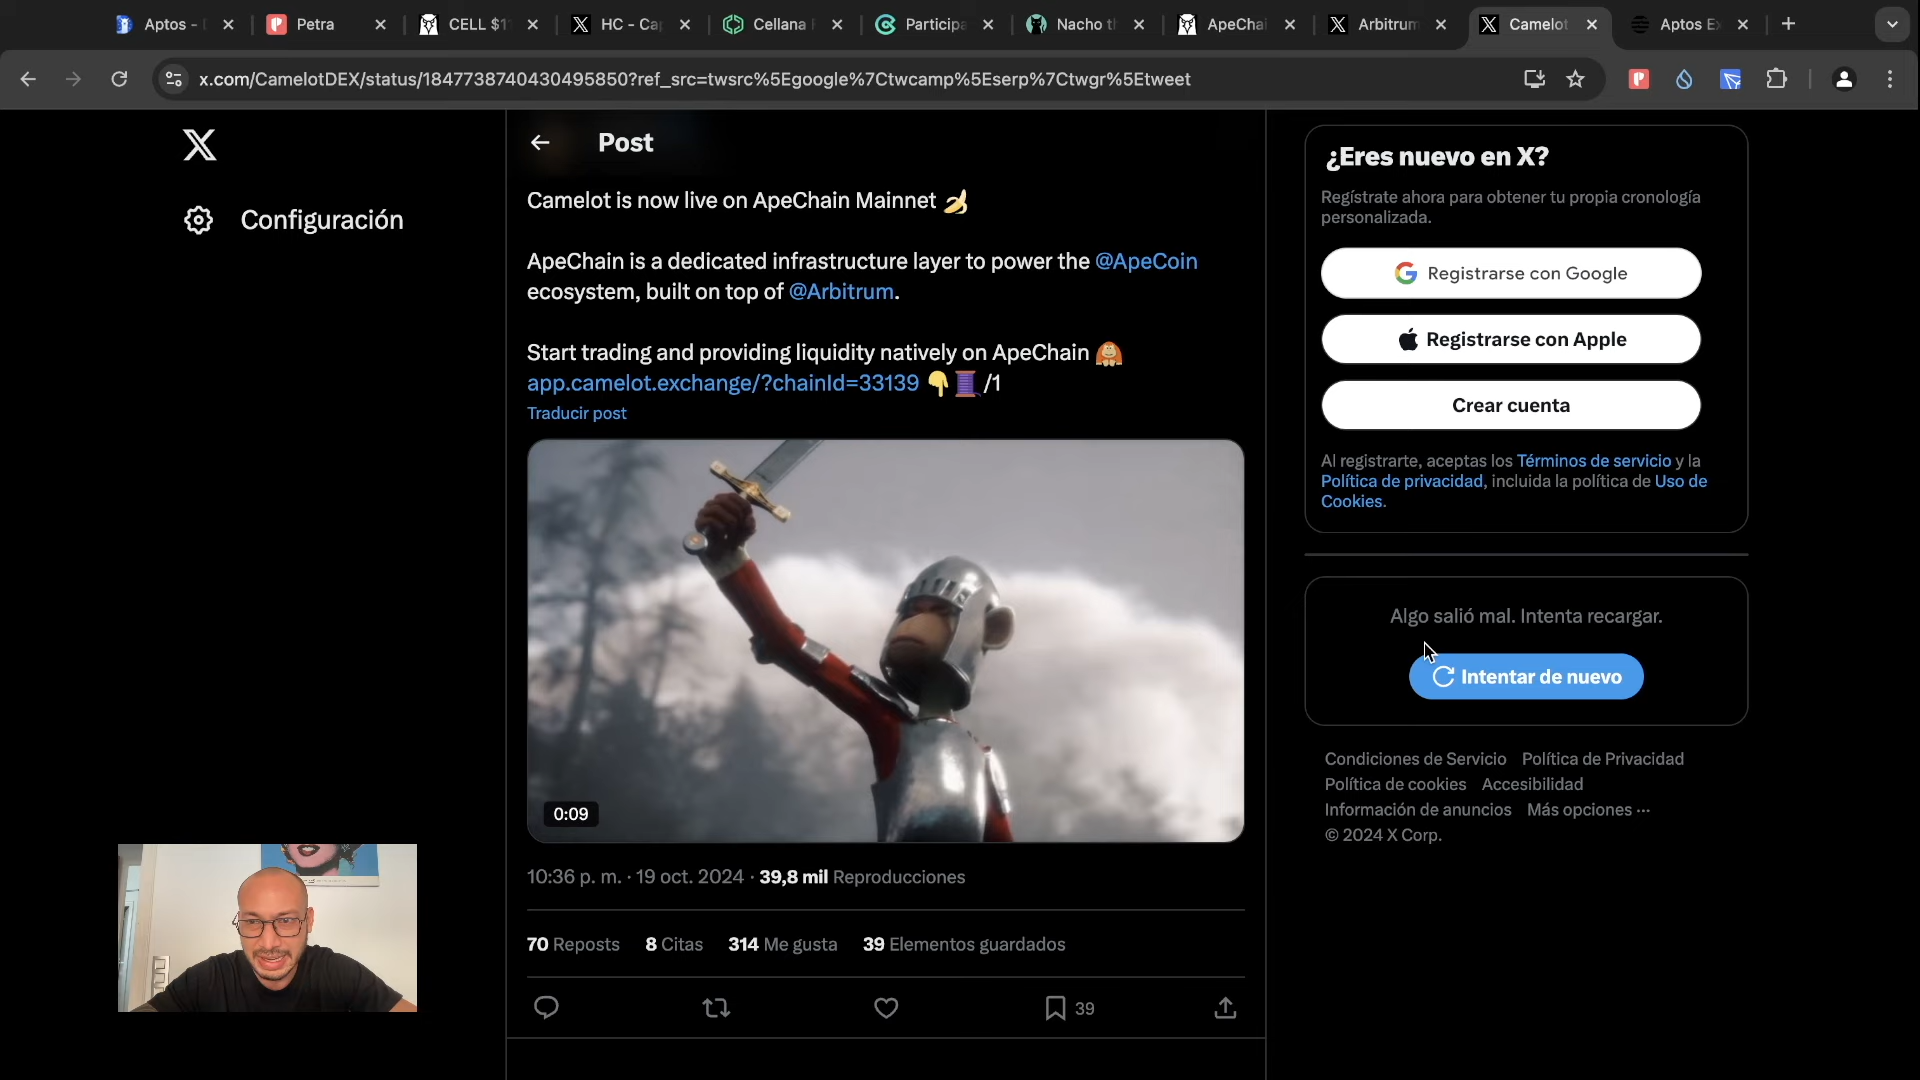 Aptos -
Petra
CELL $1
HC - Ca
Cellana
Participa
Nacho t
ApeChai
Arbitrum
Camelot
Aptos E
x.com/CamelotDEX/status/1847738740430495850?ref_src=twsrc%5Egoogle%7Ctwcamp%5Eserp%7Ctwgr%5Etweet
Configuración
Post
Camelot is now live on ApeChain Mainnet 🍌
ApeChain is a dedicated infrastructure layer to power the @ApeCoin
ecosystem, built on top of @Arbitrum.
Start trading and providing liquidity natively on ApeChain 🦧
app.camelot.exchange/?chainId=33139 👇🧵 /1
Traducir post
0:09
10:36 p. m. · 19 oct. 2024 · 39,8 mil Reproducciones
70 Reposts 8 Citas 314 Me gusta 39 Elementos guardados
39
¿Eres nuevo en X?
Regístrate ahora para obtener tu propia cronología
personalizada.
Registrarse con Google
Registrarse con Apple
Crear cuenta
Al registrarte, aceptas los Términos de servicio y la
Política de privacidad, incluida la política de Uso de
Cookies.
Algo salió mal. Intenta recargar.
Intentar de nuevo
Condiciones de Servicio Política de Privacidad
Política de cookies Accesibilidad
Información de anuncios Más opciones ···
© 2024 X Corp.